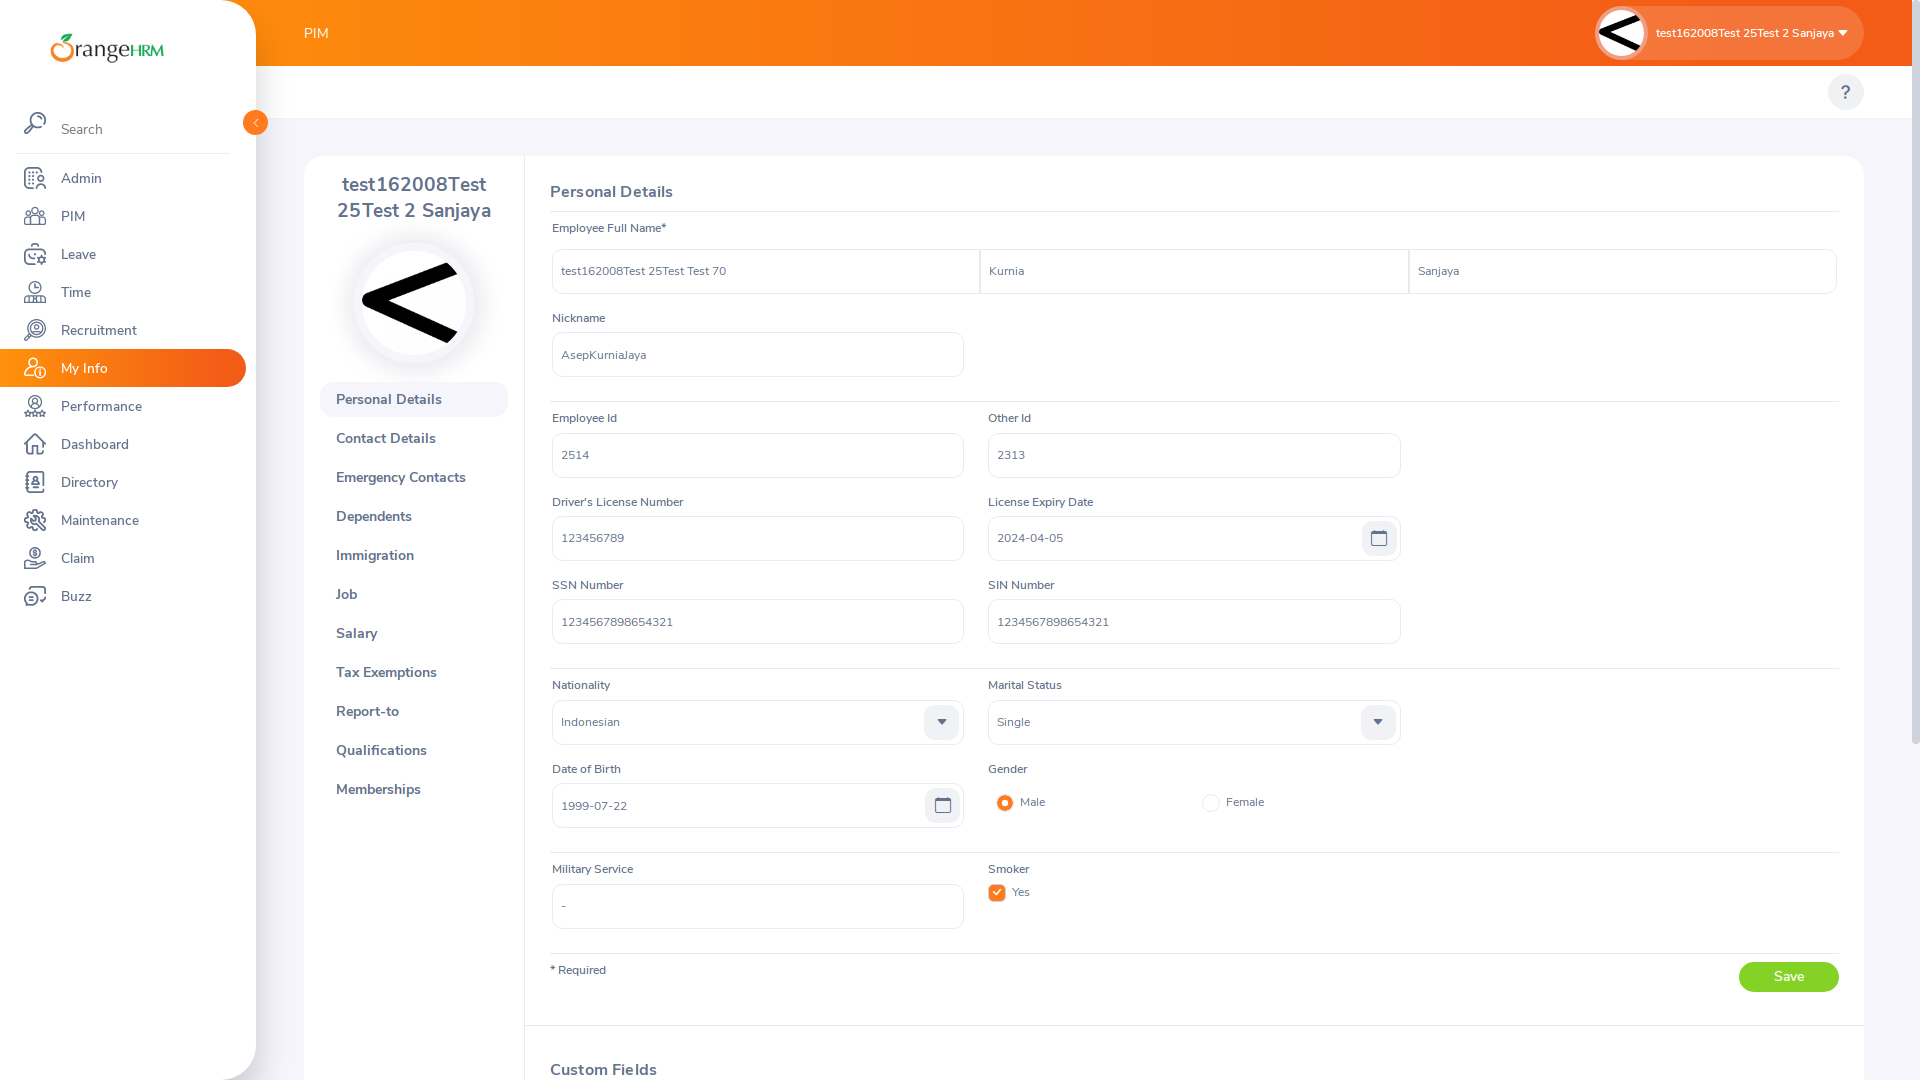 OrangeHRM
Search
Admin
PIM
Leave
Time
Recruitment
My Info
Performance
Dashboard
Directory
Maintenance
Claim
Buzz
PIM
test162008Test 25Test 2 Sanjaya
?
test162008Test
25Test 2 Sanjaya
Personal Details
Contact Details
Emergency Contacts
Dependents
Immigration
Job
Salary
Tax Exemptions
Report-to
Qualifications
Memberships
Personal Details
Employee Full Name*
test162008Test 25Test Test 70 Kurnia Sanjaya
Nickname
AsepKurniaJaya
Employee Id Other Id
2514 2313
Driver's License Number License Expiry Date
123456789 2024-04-05
SSN Number SIN Number
1234567898654321 1234567898654321
Nationality Marital Status
Indonesian Single
Date of Birth Gender
1999-07-22 Male Female
Military Service Smoker
- Yes
* Required Save
Custom Fields